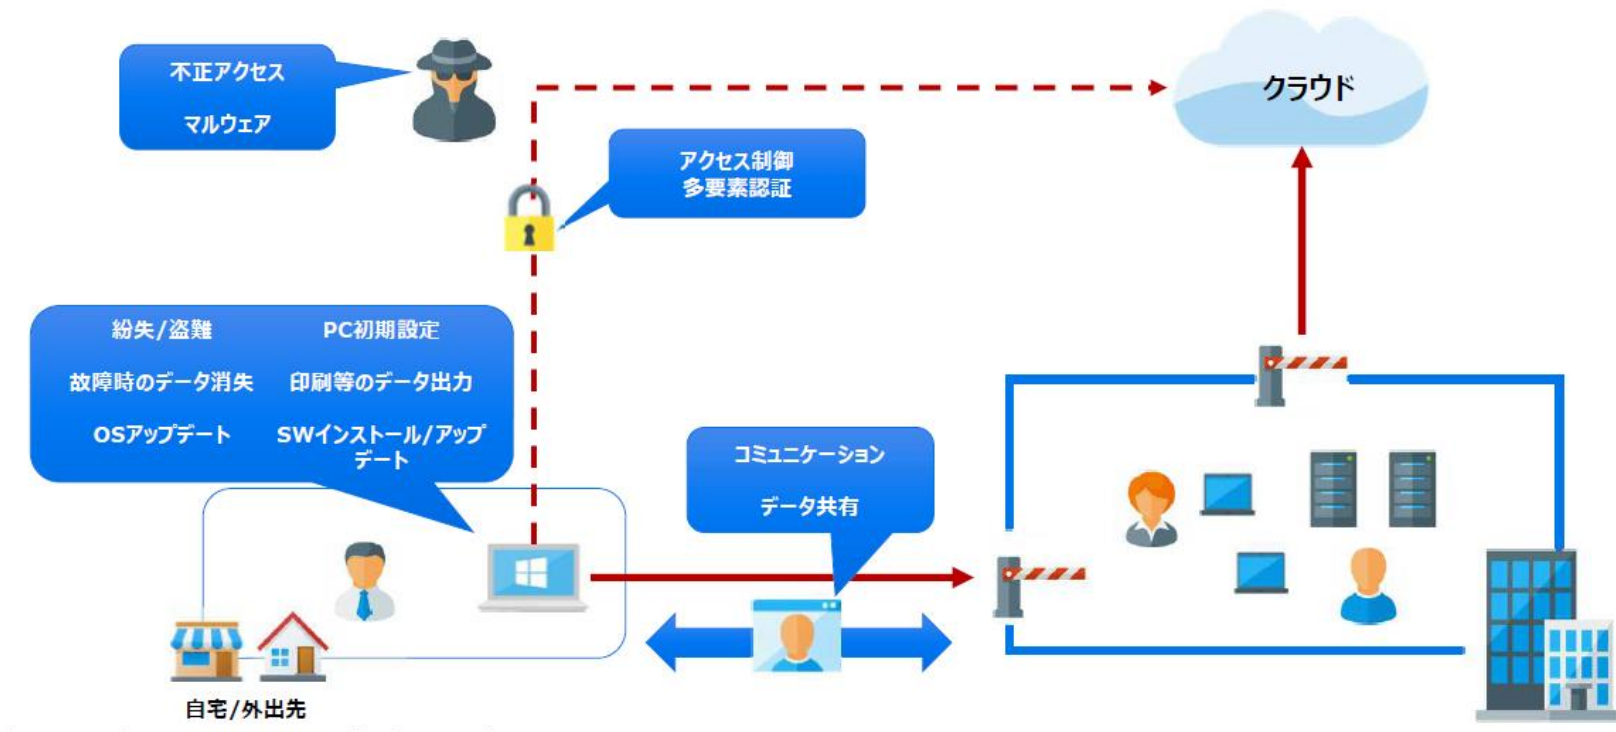 不正アクセス
マルウェア
クラウド
アクセス制御
多要素認証
紛失/盗難
PC初期設定
故障時のデータ消失
印刷等のデータ出力
OSアップデート
SWインストール/アップ
デート
コミュニケーション
データ共有
自宅/外出先